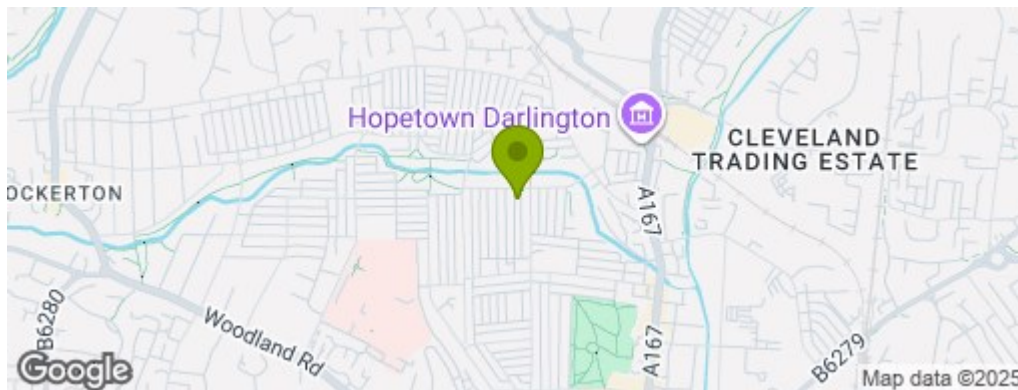 Hopetown Darlington
CLEVELAND
TRADING ESTATE
OCKERTON
A167
B6280
Woodland Rd
A167
B6279
Google
Map data ©2025